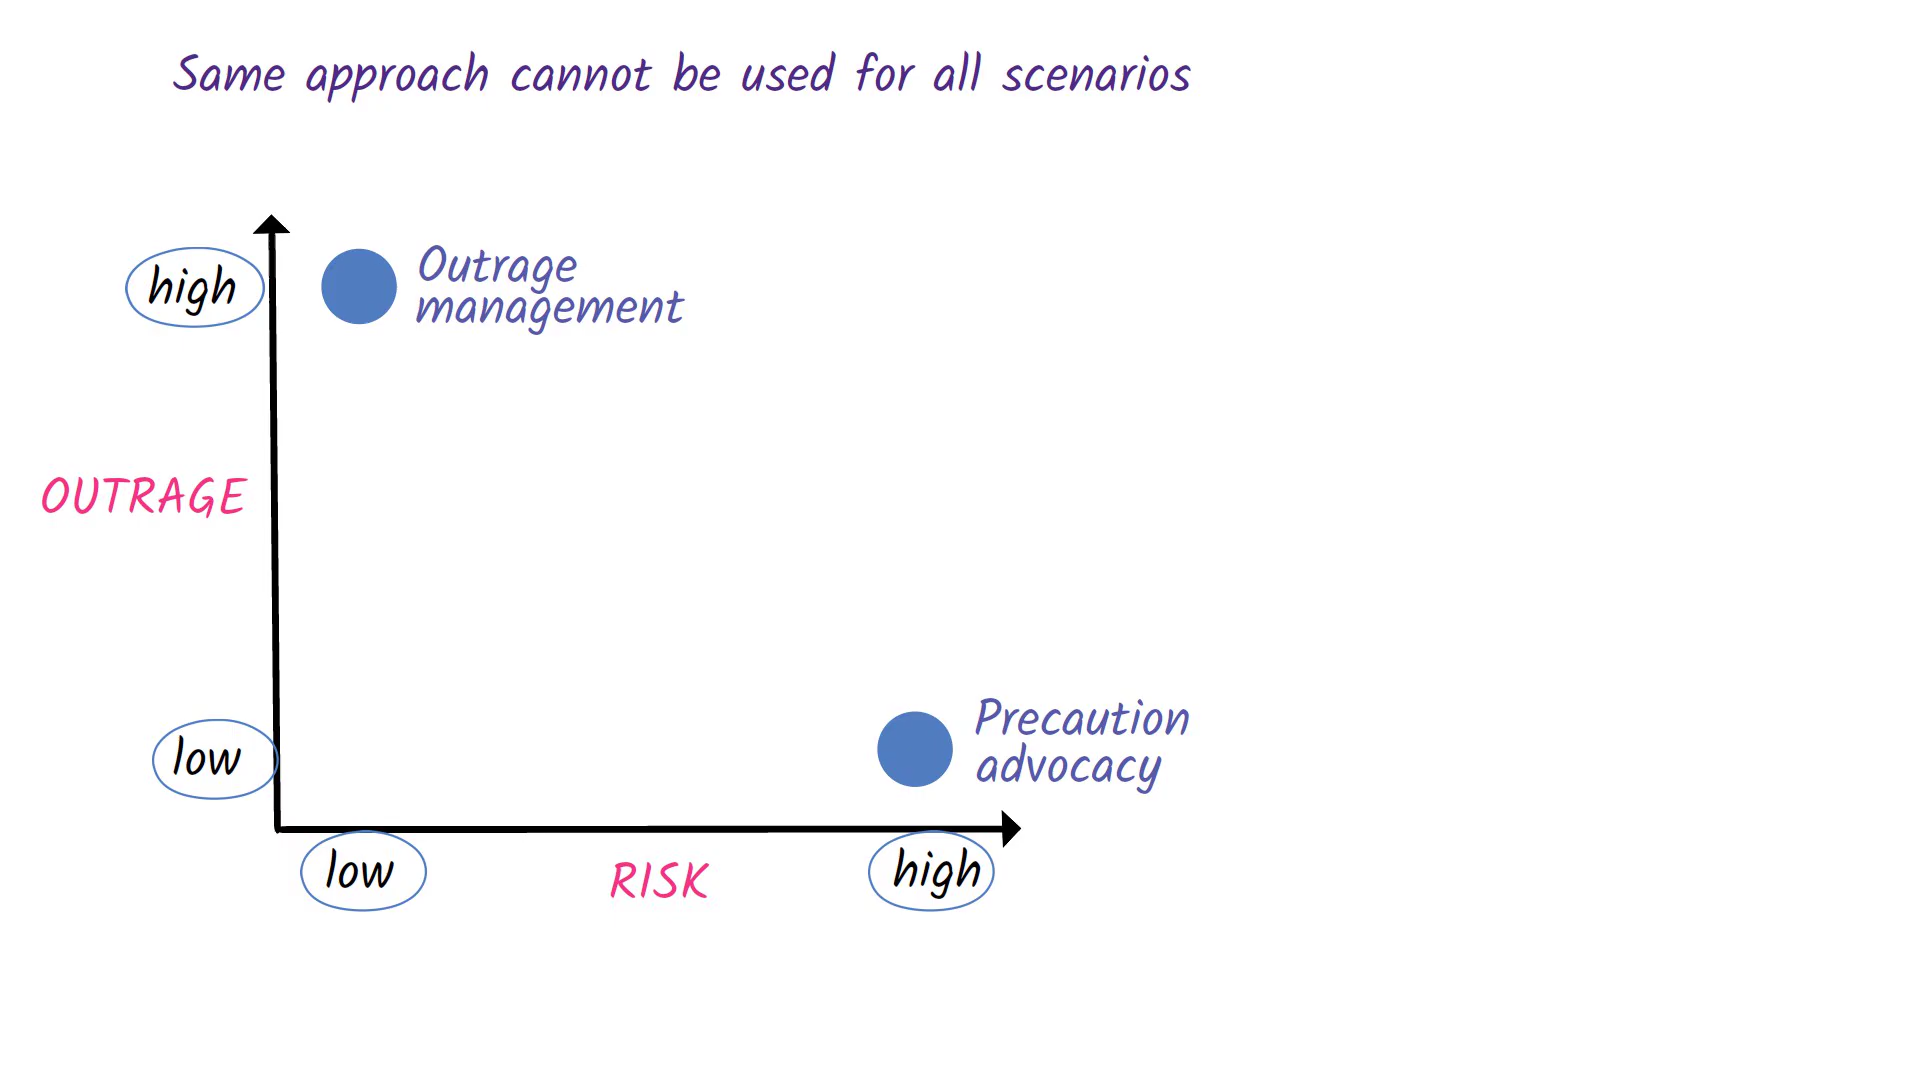 Same approach cannot be used for all scenarios
high
Outrage
management
OUTRAGE
low
Precaution
advocacy
low
RISK
high